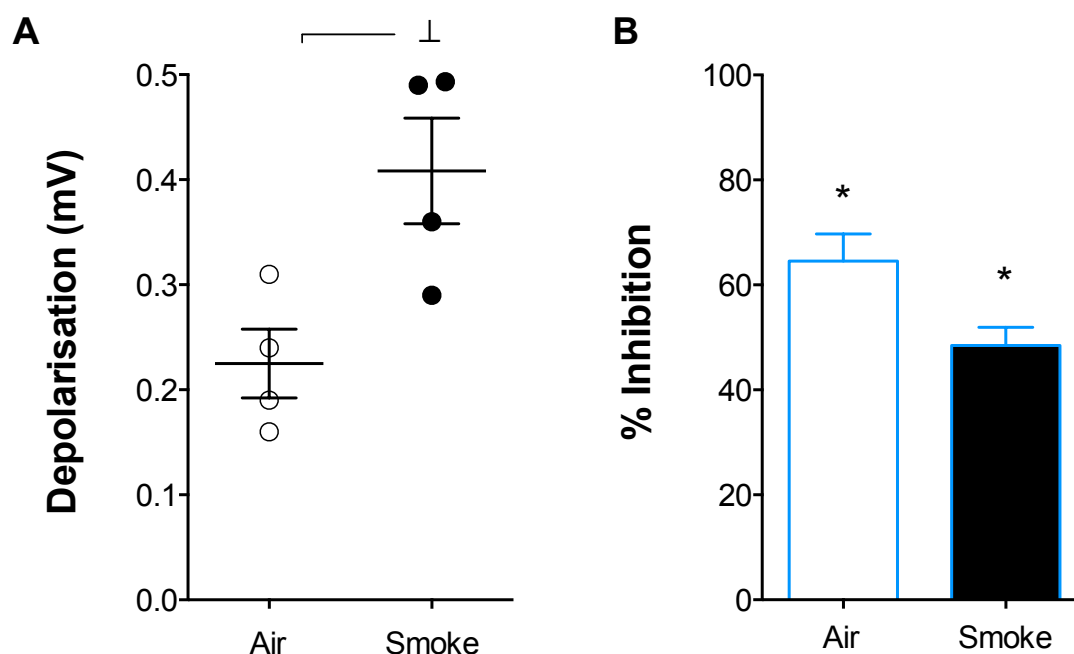 A
⊥
Depolarisation (mV)
0.5
0.4
0.3
0.2
0.1
0.0
Air
Smoke
B
% Inhibition
100
80
60
40
20
0
*
*
Air
Smoke